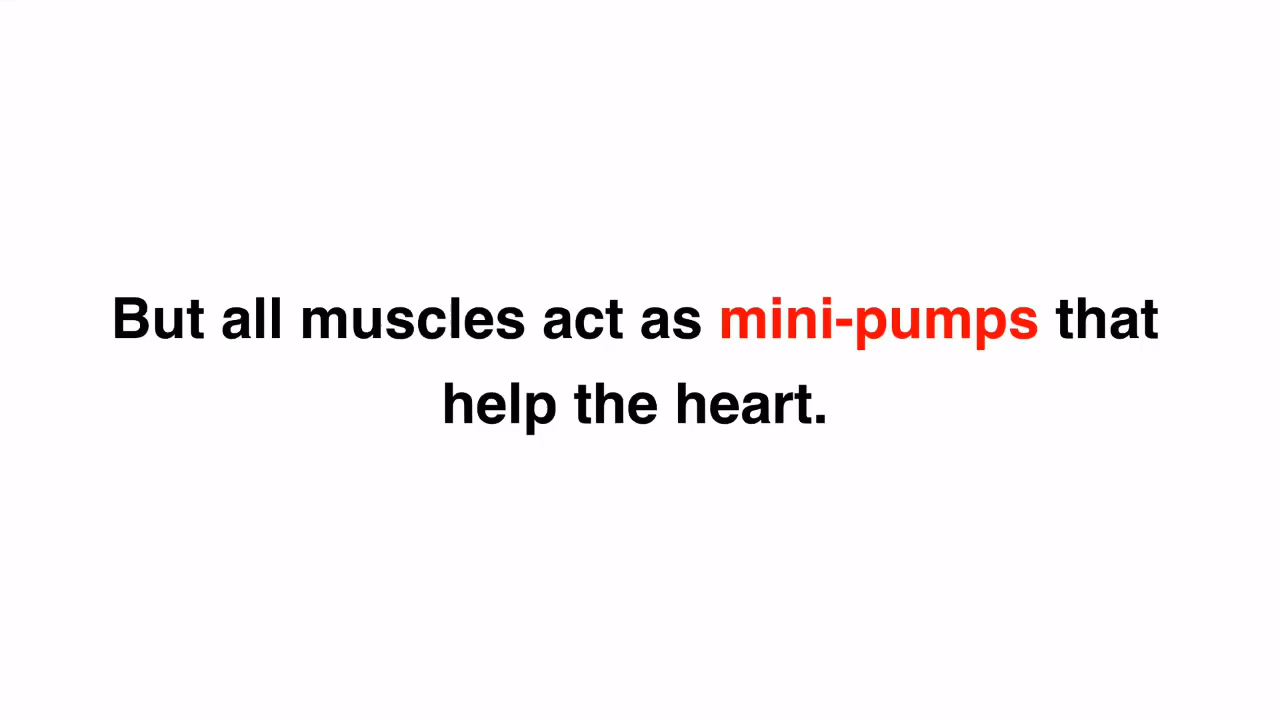 But all muscles act as mini-pumps that
help the heart.